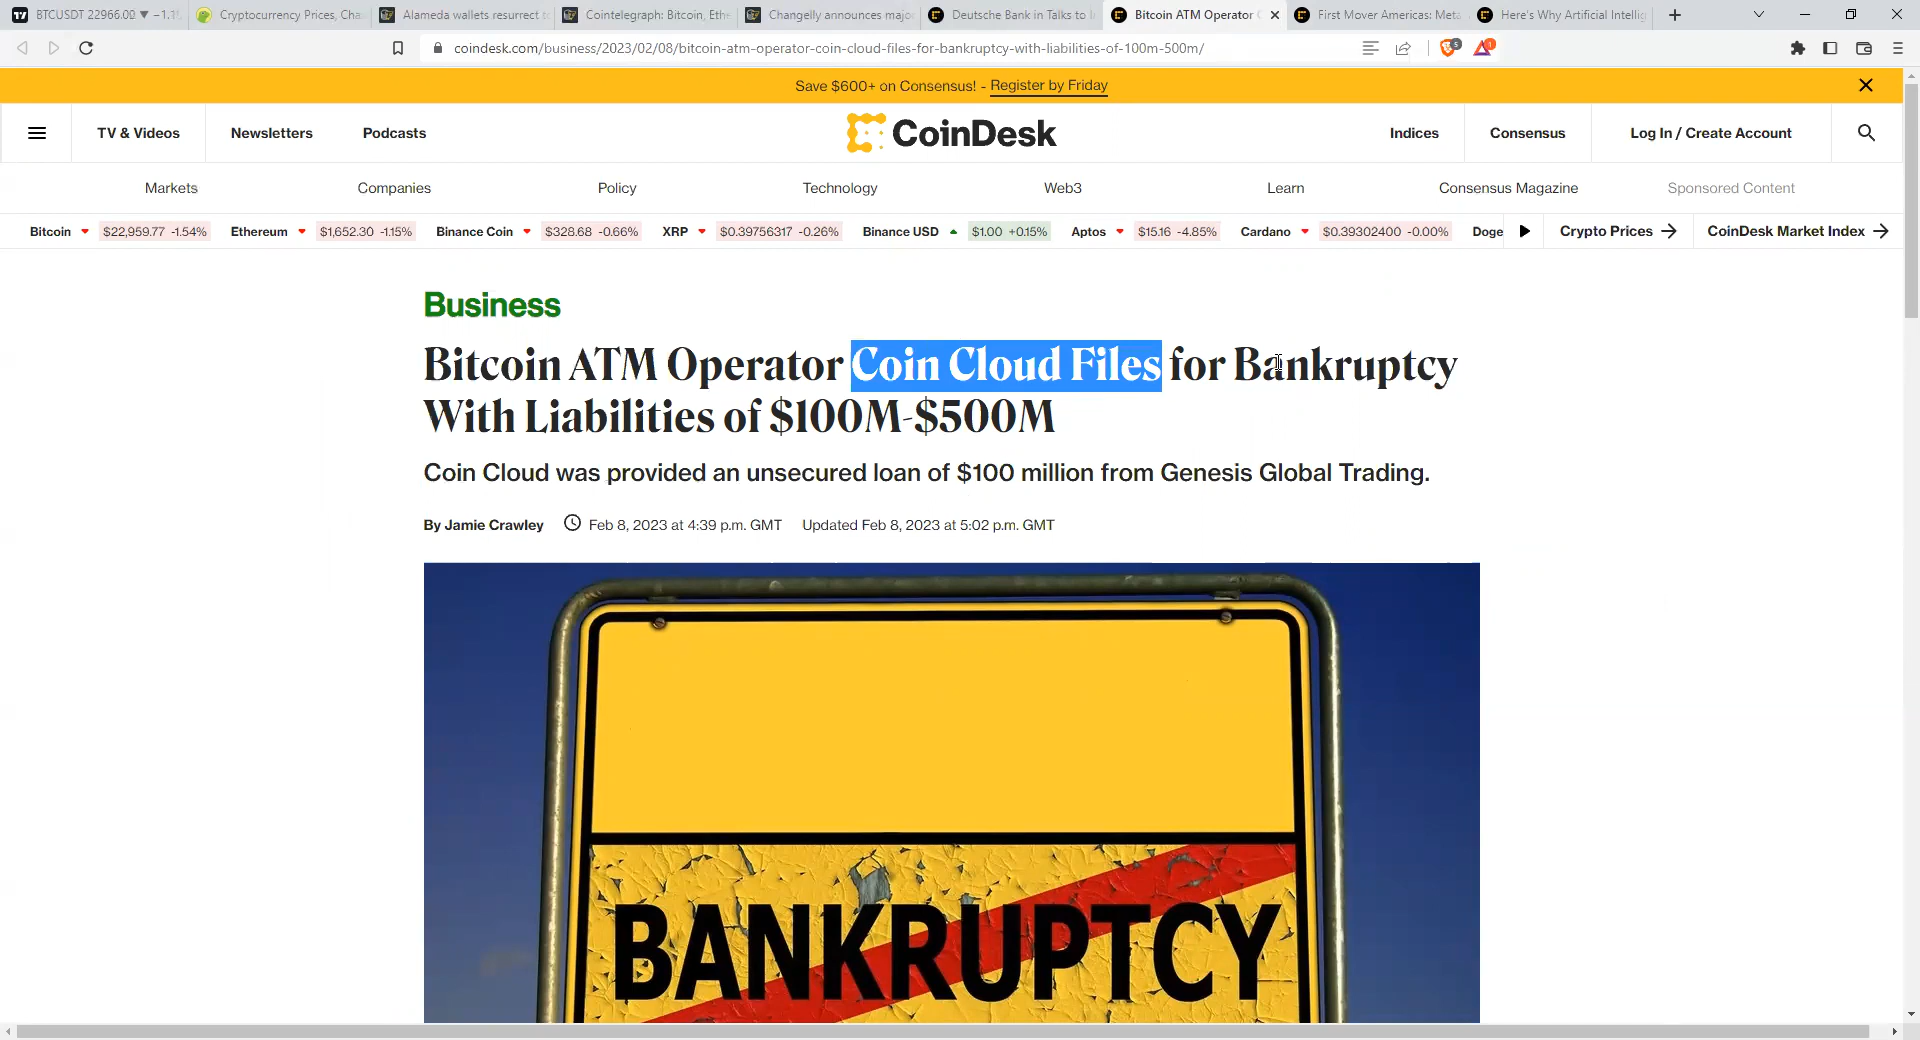 BTCUSDT 22966.00 ▼ −1.1
Cryptocurrency Prices, Cha
Alameda wallets resurrect t
Cointelegraph: Bitcoin, Eth
Changelly announces majo
Deutsche Bank in Talks to
Bitcoin ATM Operator
First Mover Americas: Meta
Here's Why Artificial Intellig
coindesk.com/business/2023/02/08/bitcoin-atm-operator-coin-cloud-files-for-bankruptcy-with-liabilities-of-100m-500m/
5
1
Save $600+ on Consensus! - Register by Friday
TV & Videos
Newsletters
Podcasts
CoinDesk
Indices
Consensus
Log In / Create Account
Markets
Companies
Policy
Technology
Web3
Learn
Consensus Magazine
Sponsored Content
Bitcoin $22,959.77 -1.54%
Ethereum $1,652.30 -1.15%
Binance Coin $328.68 -0.66%
XRP $0.39756317 -0.26%
Binance USD $1.00 +0.15%
Aptos $15.16 -4.85%
Cardano $0.39302400 -0.00%
Doge
Crypto Prices →
CoinDesk Market Index →
Business
Bitcoin ATM Operator Coin Cloud Files for Bankruptcy
With Liabilities of $100M-$500M
Coin Cloud was provided an unsecured loan of $100 million from Genesis Global Trading.
By Jamie Crawley Feb 8, 2023 at 4:39 p.m. GMT Updated Feb 8, 2023 at 5:02 p.m. GMT
BANKRUPTCY